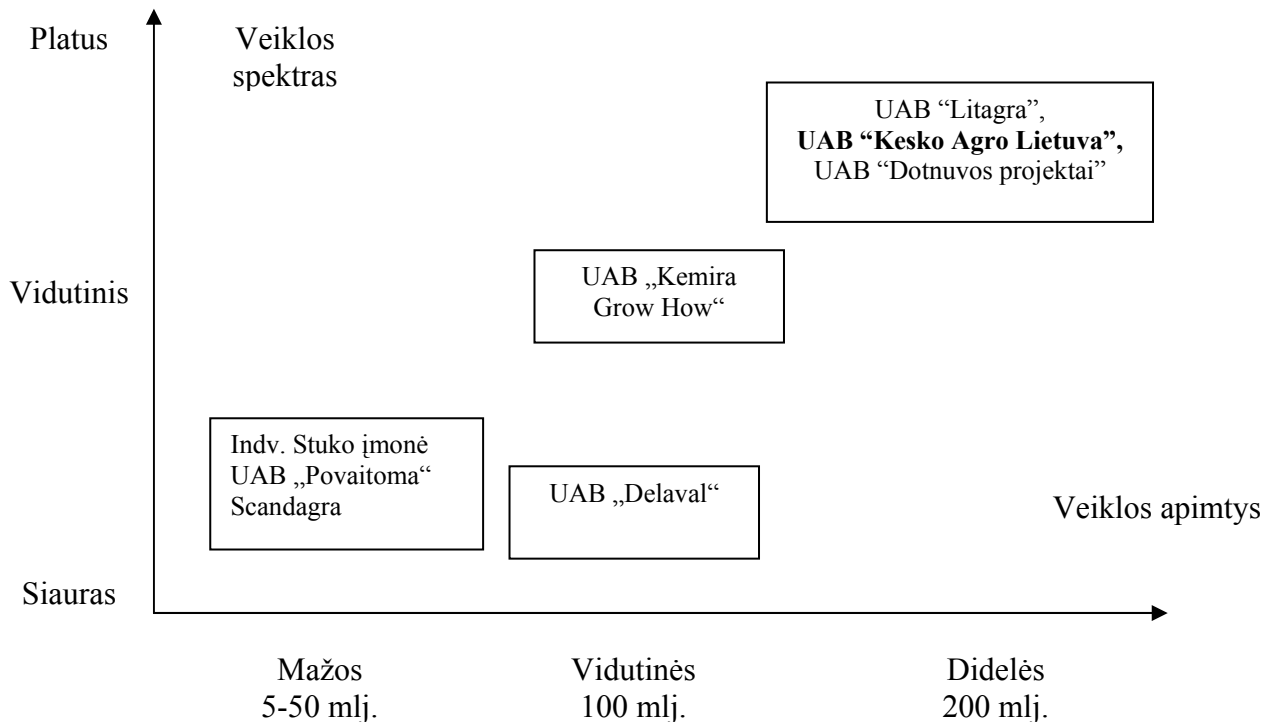 Platus
Veiklos
spektras
UAB “Litagra”,
UAB “Kesko Agro Lietuva”,
UAB “Dotnuvos projektai”
Vidutinis
UAB „Kemira
Grow How“
Indv. Stuko įmonė
UAB „Povaitoma“
Scandagra
UAB „Delaval“
Veiklos apimtys
Siauras
Mažos
5-50 mlj.
Vidutinės
100 mlj.
Didelės
200 mlj.